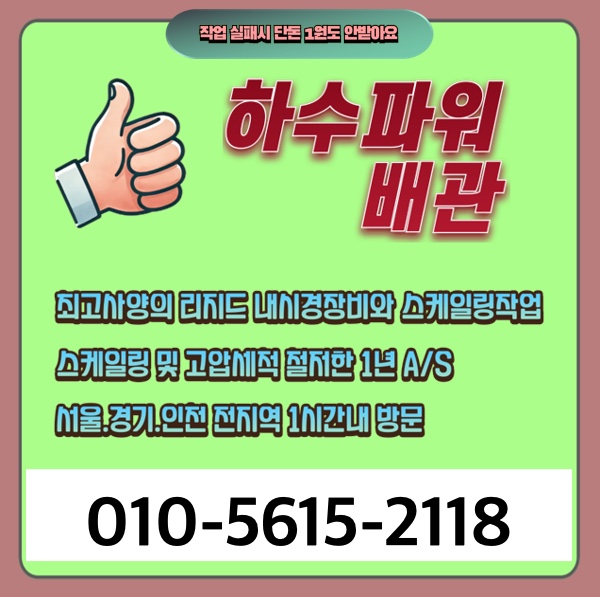 작업 실패시 단돈 1원도 안받아요
하수파워
배관
최고사양의 리지드 내시경장비와 스케일링작업
스케일링 및 고압세척 철저한 1년 A/S
서울.경기.인천 전지역 1시간내 방문
010-5615-2118